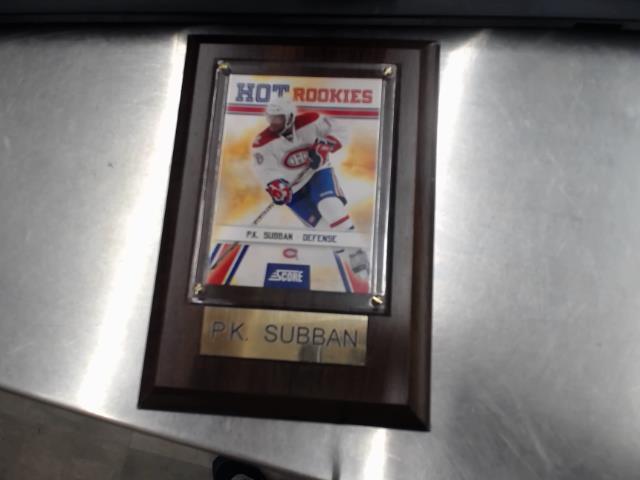 HOT ROOKIES
P.K. SUBBAN DEFENSE
SCORE
P.K. SUBBAN